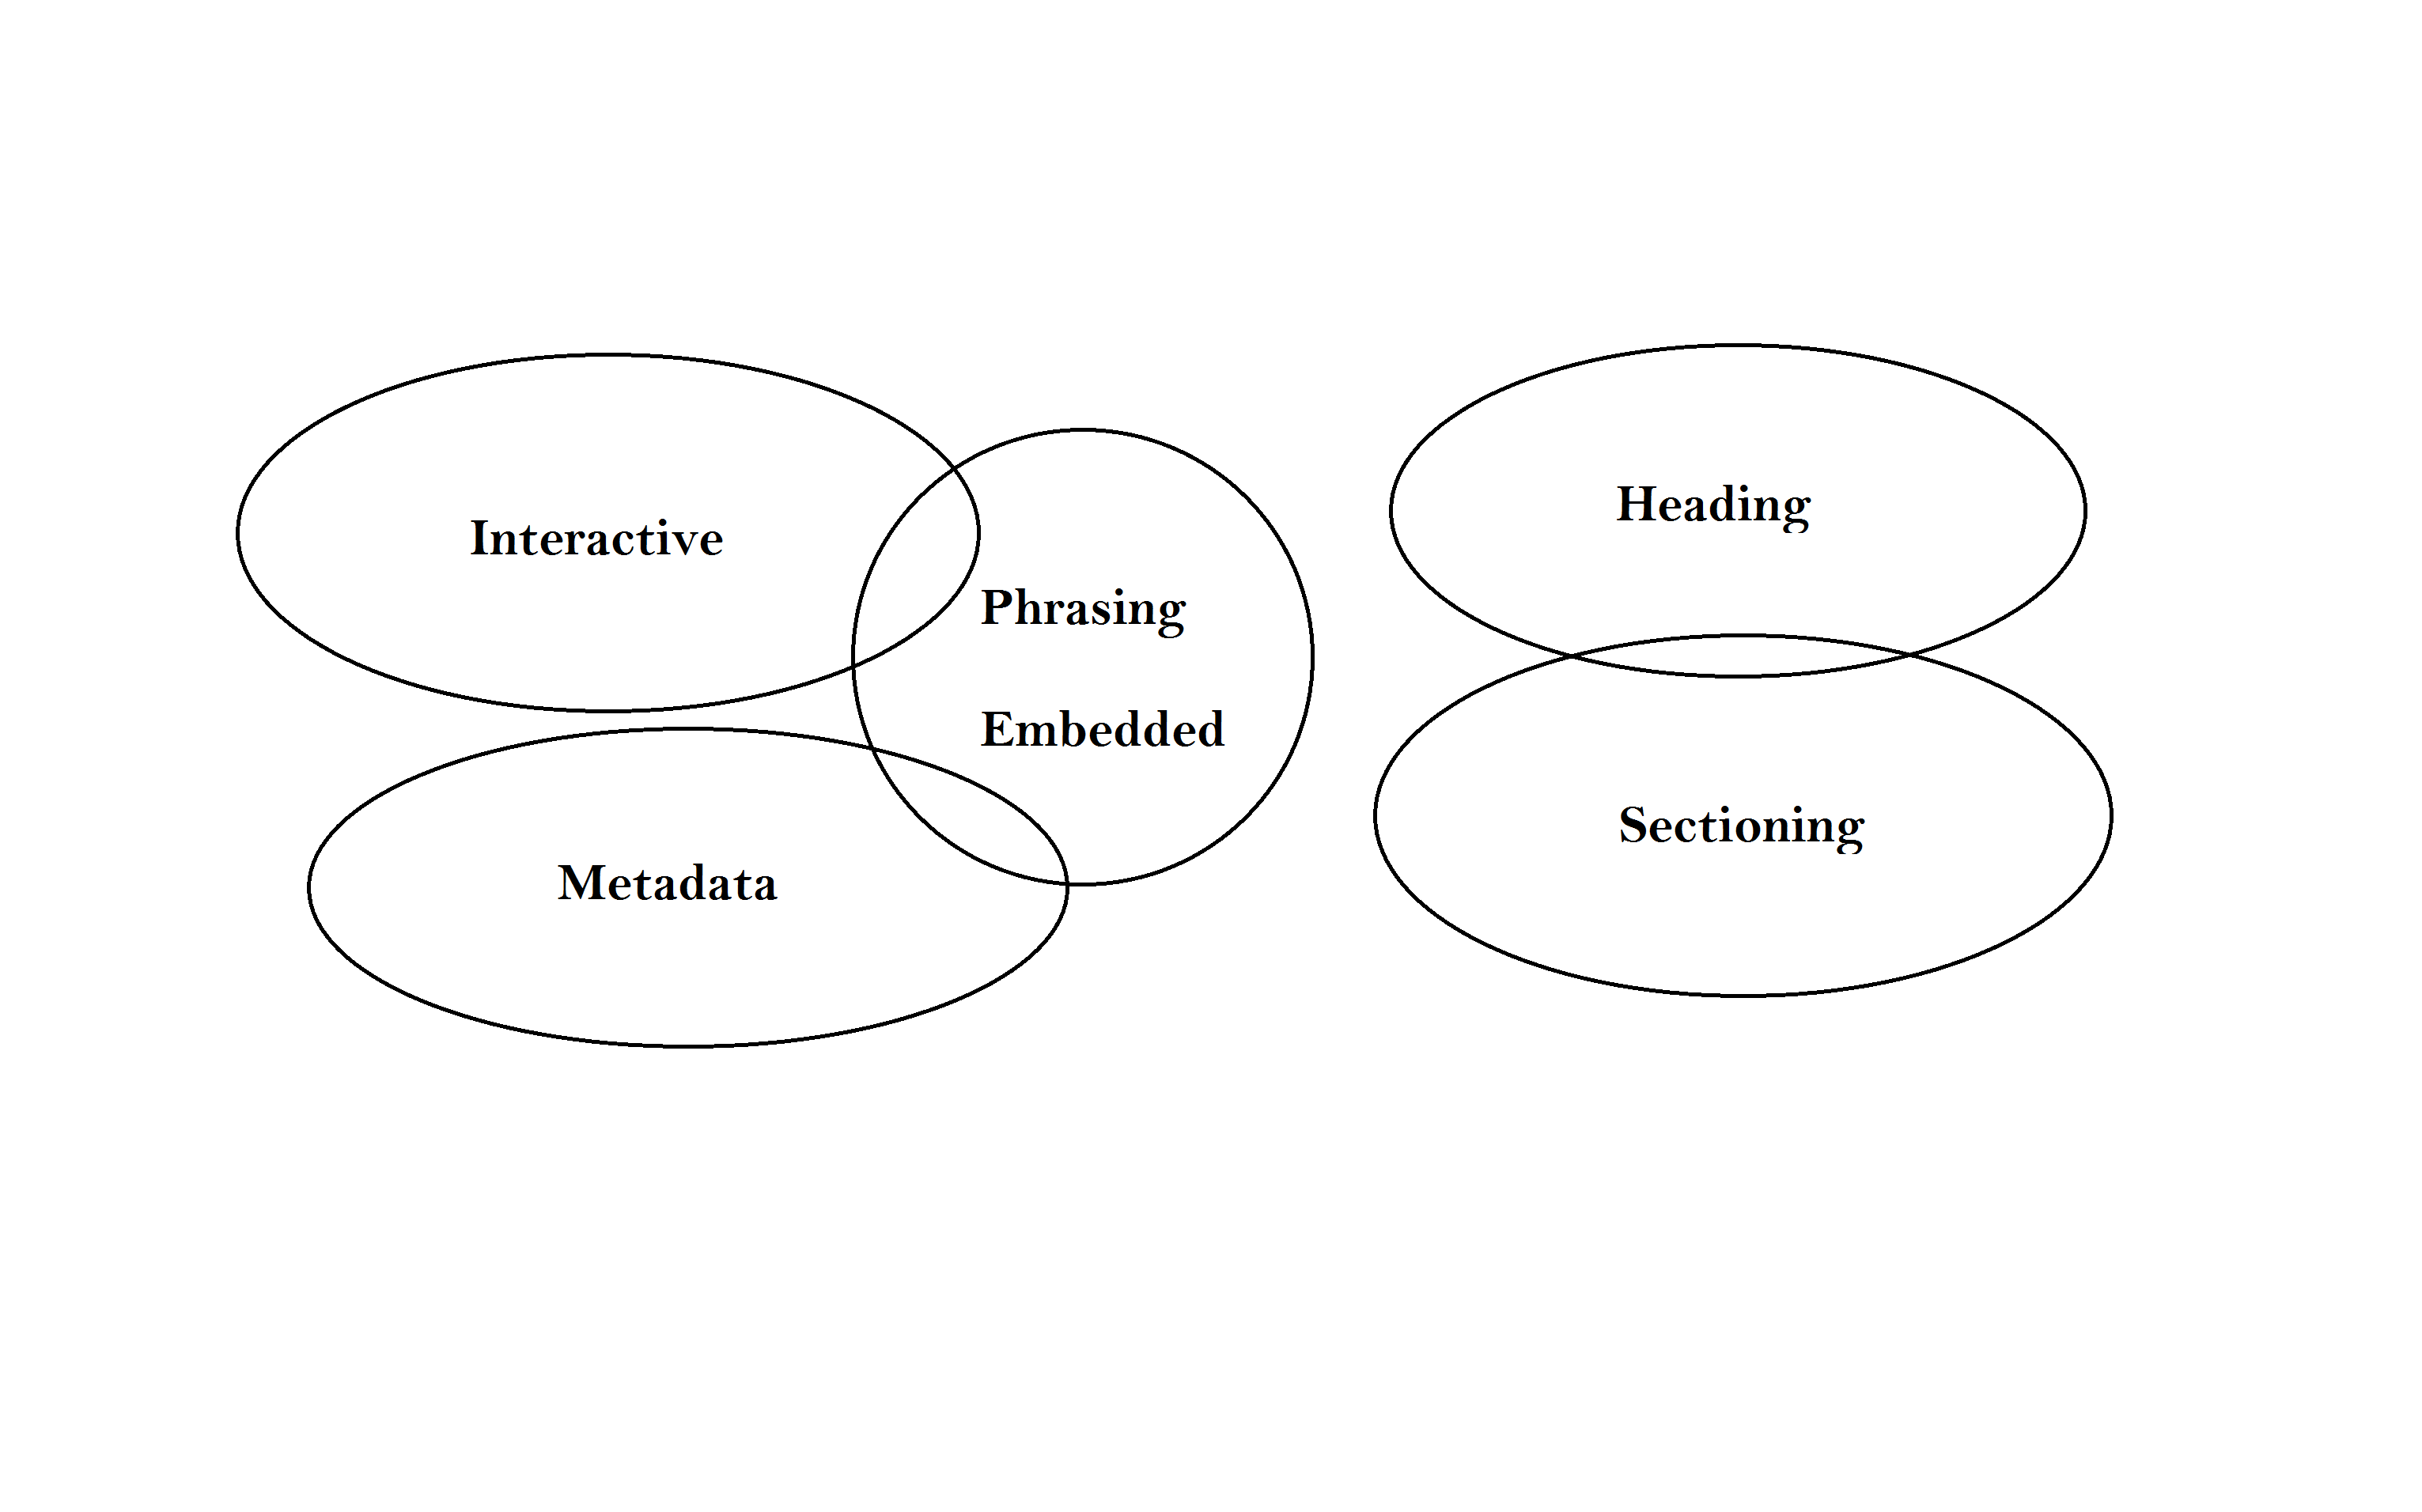 Interactive
Phrasing
Embedded
Metadata
Heading
Sectioning